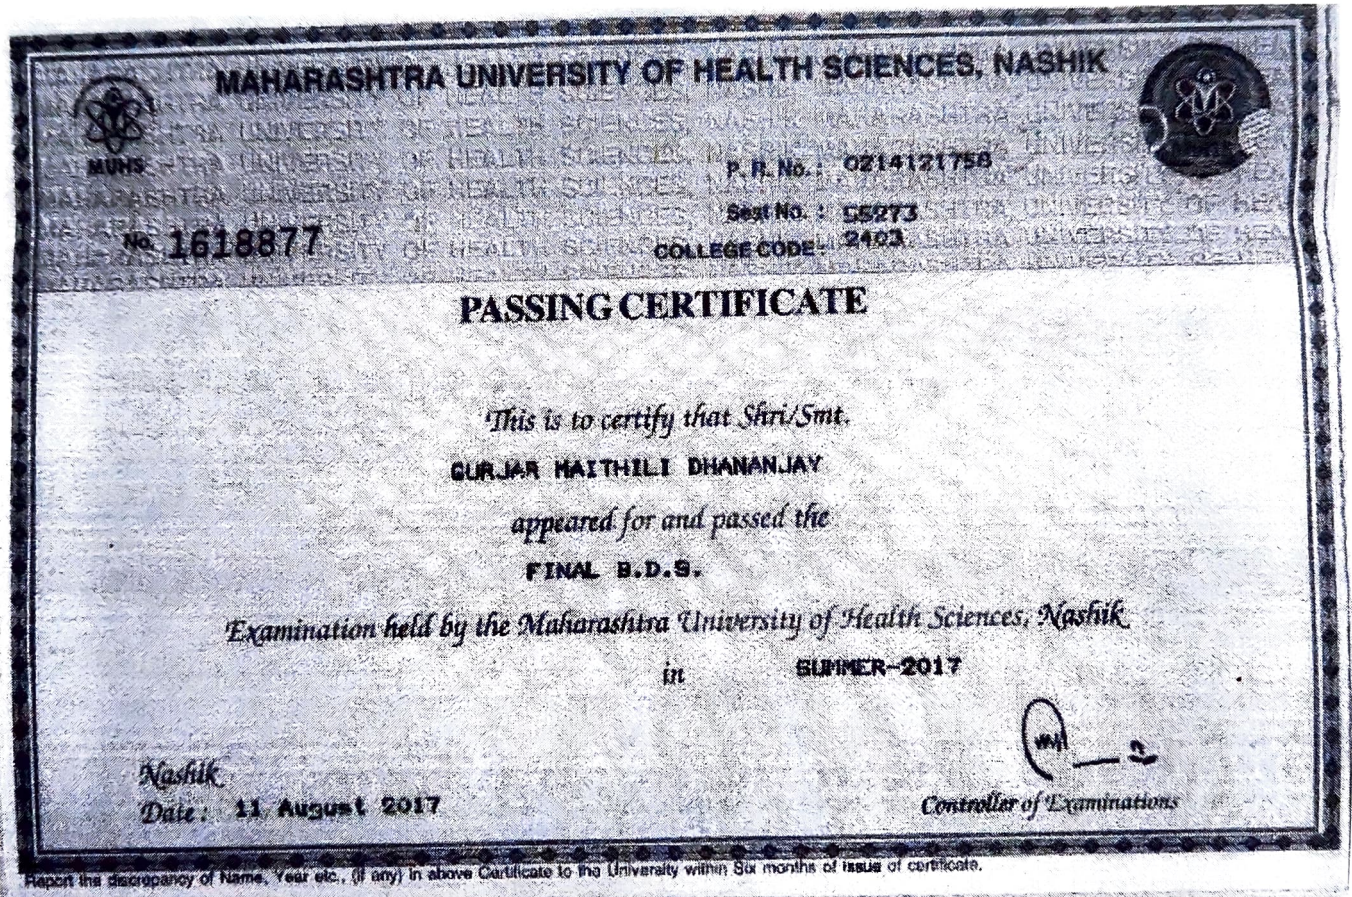 MAHARASHTRA UNIVERSITY OF HEALTH SCIENCES, NASHIK
MUHS
P. R. No. : 0214121758
Seat No. : 55273
No. 1618877
COLLEGE CODE- 2403
PASSING CERTIFICATE
This is to certify that Shri/Smt.
GURJAR MAITHILI DHANANJAY
appeared for and passed the
FINAL B.D.S.
Examination held by the Maharashtra University of Health Sciences, Nashik
in SUMMER-2017
Nashik
Date : 11 August 2017
Controller of Examinations
Report the discrepancy of Name, Year etc., (if any) in above Certificate to the University within Six months of issue of certificate.